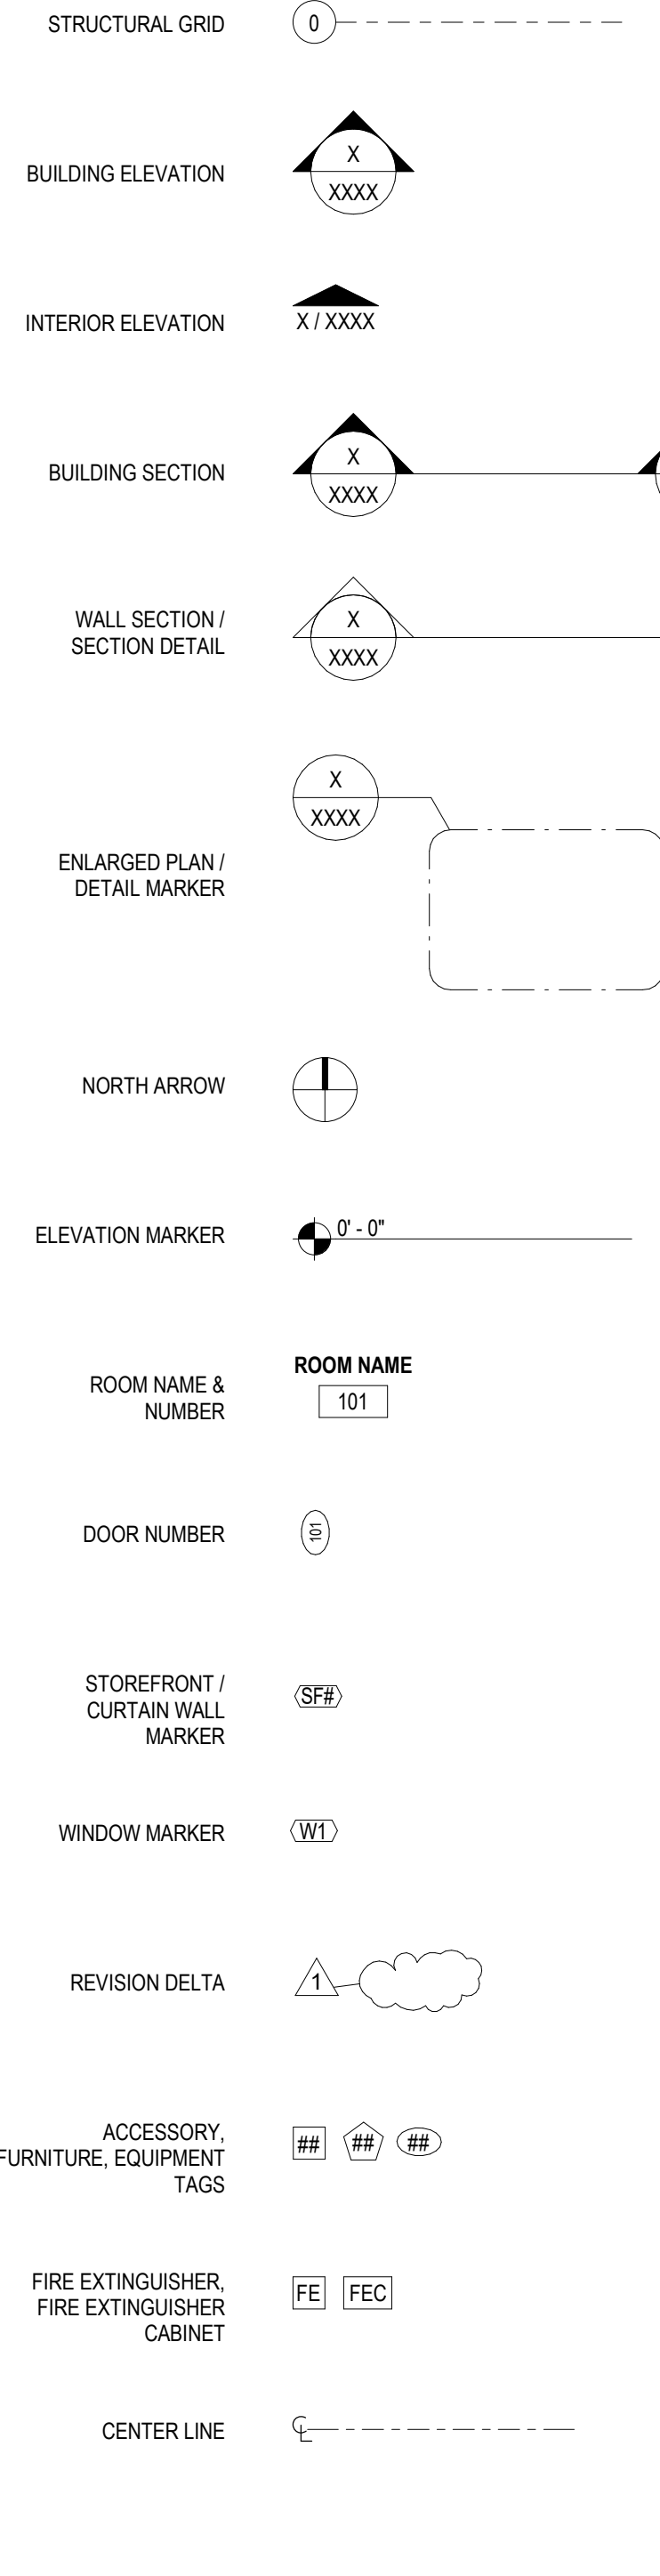 STRUCTURAL GRID
0
BUILDING ELEVATION
X
XXXX
INTERIOR ELEVATION
X / XXXX
BUILDING SECTION
X
XXXX
WALL SECTION /
SECTION DETAIL
X
XXXX
ENLARGED PLAN /
DETAIL MARKER
X
XXXX
NORTH ARROW
ELEVATION MARKER
0' - 0"
ROOM NAME &
NUMBER
ROOM NAME
101
DOOR NUMBER
101
STOREFRONT /
CURTAIN WALL
MARKER
SF#
WINDOW MARKER
W1
REVISION DELTA
1
ACCESSORY,
FURNITURE, EQUIPMENT
TAGS
## ## ##
FIRE EXTINGUISHER,
FIRE EXTINGUISHER
CABINET
FE FEC
CENTER LINE
CL